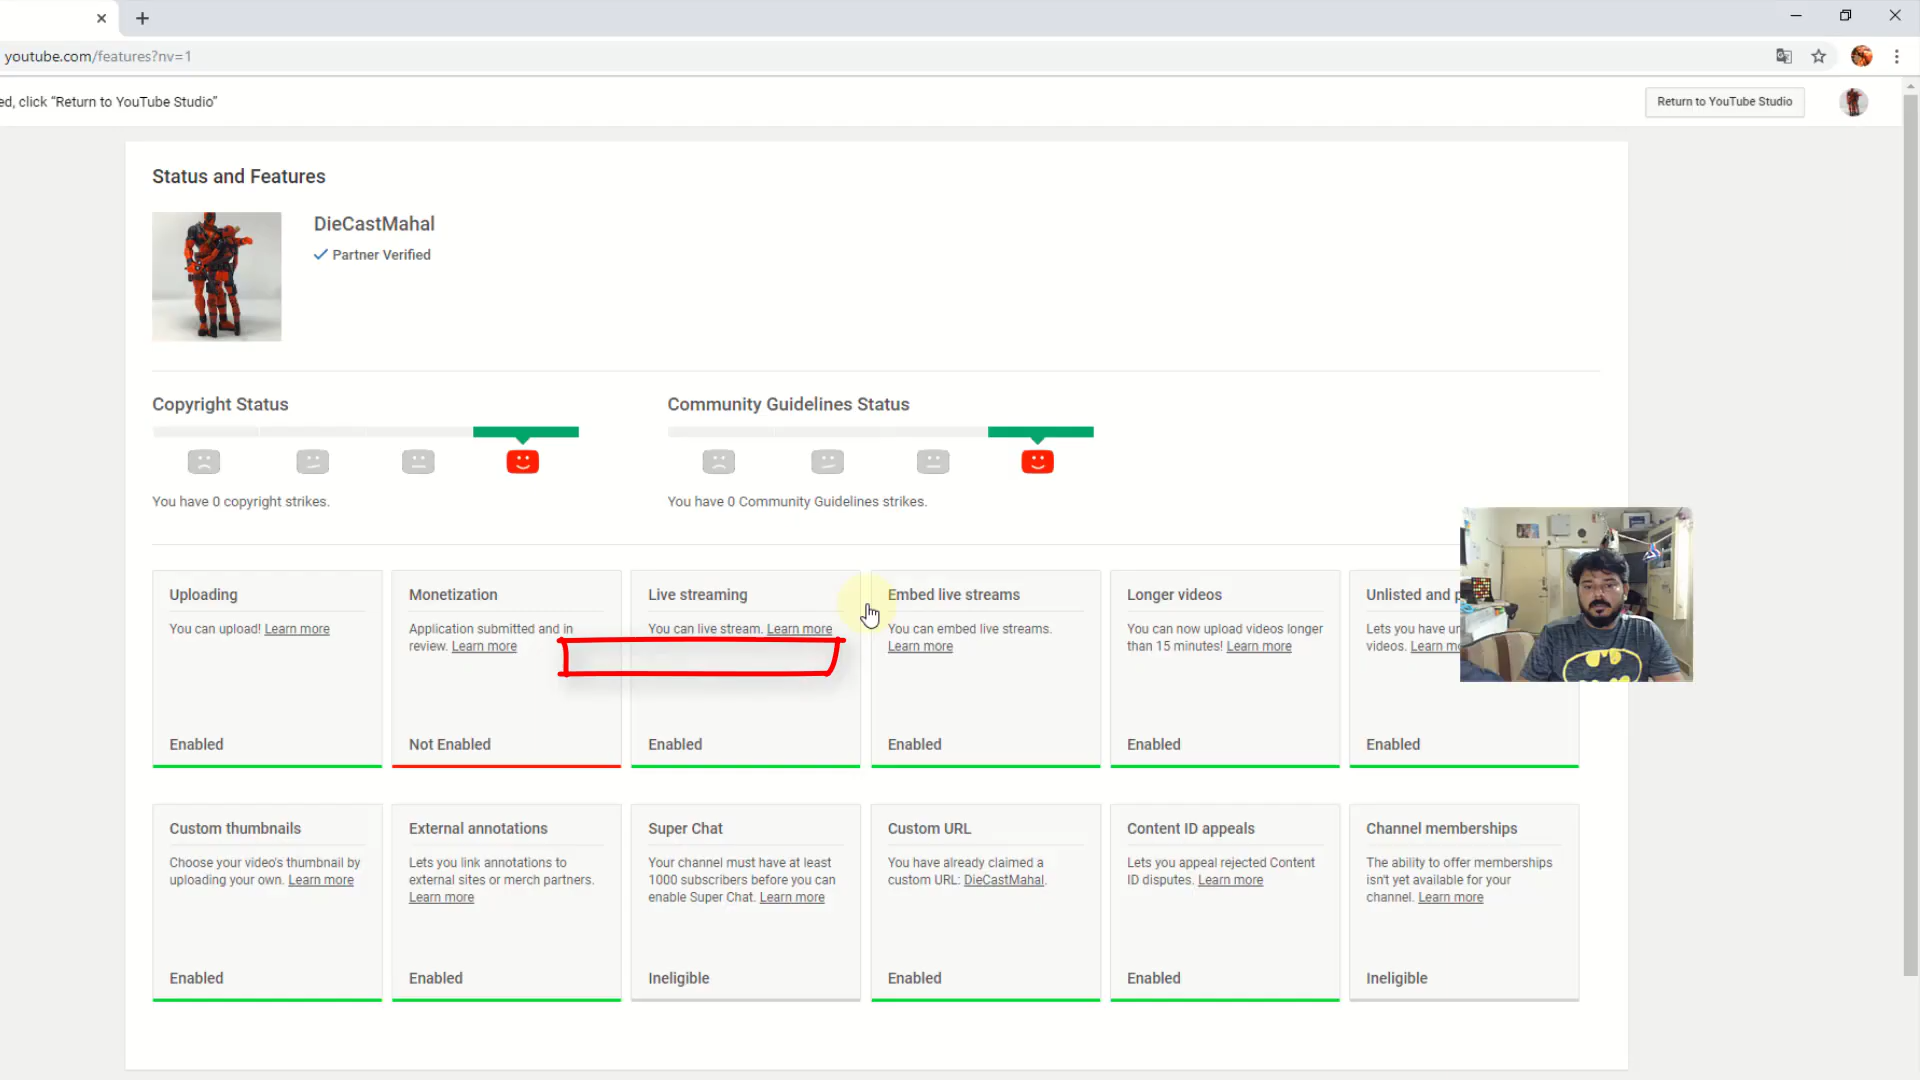 youtube.com/features?nv=1
ed, click “Return to YouTube Studio”
Return to YouTube Studio
Status and Features
DieCastMahal
Partner Verified
Copyright Status
You have 0 copyright strikes.
Community Guidelines Status
You have 0 Community Guidelines strikes.
Uploading
You can upload! Learn more
Enabled
Monetization
Application submitted and in
review. Learn more
Not Enabled
Live streaming
You can live stream. Learn more
Enabled
Embed live streams
You can embed live streams.
Learn more
Enabled
Longer videos
You can now upload videos longer
than 15 minutes! Learn more
Enabled
Unlisted and p
Lets you have un
videos. Learn m
Enabled
Custom thumbnails
Choose your video's thumbnail by
uploading your own. Learn more
Enabled
External annotations
Lets you link annotations to
external sites or merch partners.
Learn more
Enabled
Super Chat
Your channel must have at least
1000 subscribers before you can
enable Super Chat. Learn more
Ineligible
Custom URL
You have already claimed a
custom URL: DieCastMahal.
Enabled
Content ID appeals
Lets you appeal rejected Content
ID disputes. Learn more
Enabled
Channel memberships
The ability to offer memberships
isn't yet available for your
channel. Learn more
Ineligible